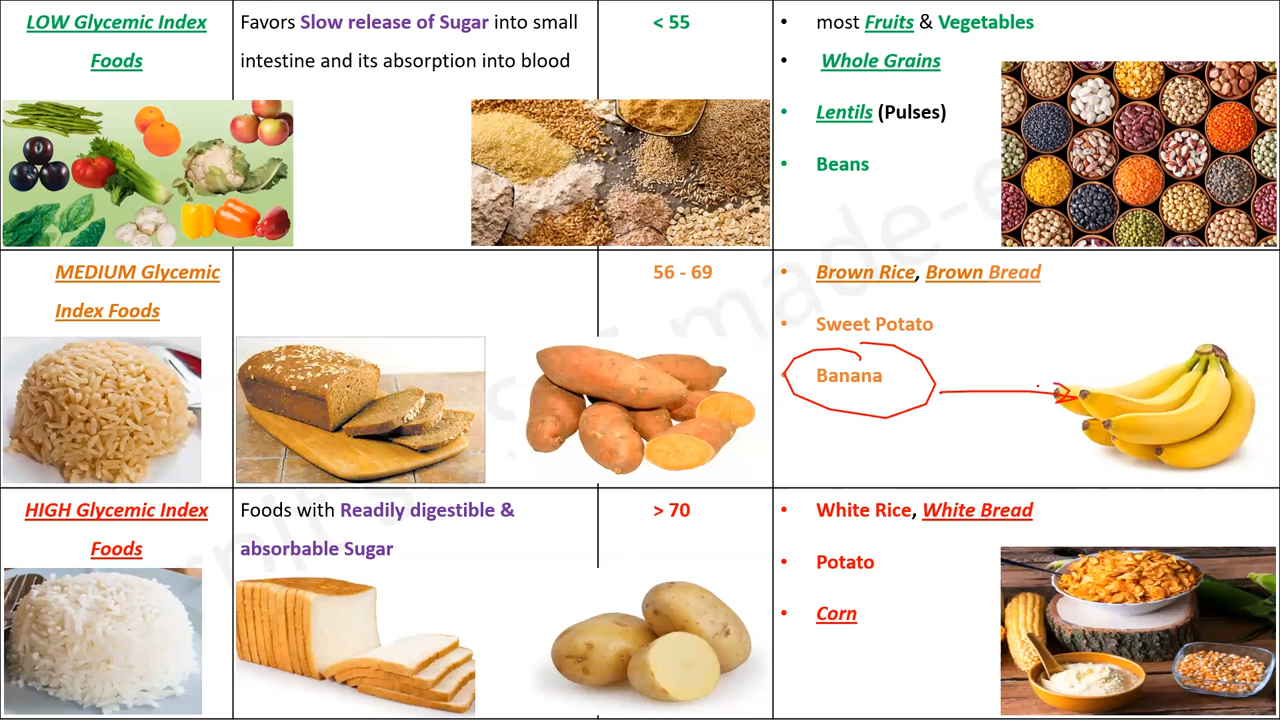 LOW Glycemic Index
Foods
Favors Slow release of Sugar into small
intestine and its absorption into blood
< 55
• most Fruits & Vegetables
• Whole Grains
• Lentils (Pulses)
• Beans
MEDIUM Glycemic
Index Foods
56 - 69
• Brown Rice, Brown Bread
• Sweet Potato
Banana
HIGH Glycemic Index
Foods
Foods with Readily digestible &
absorbable Sugar
> 70
• White Rice, White Bread
• Potato
• Corn